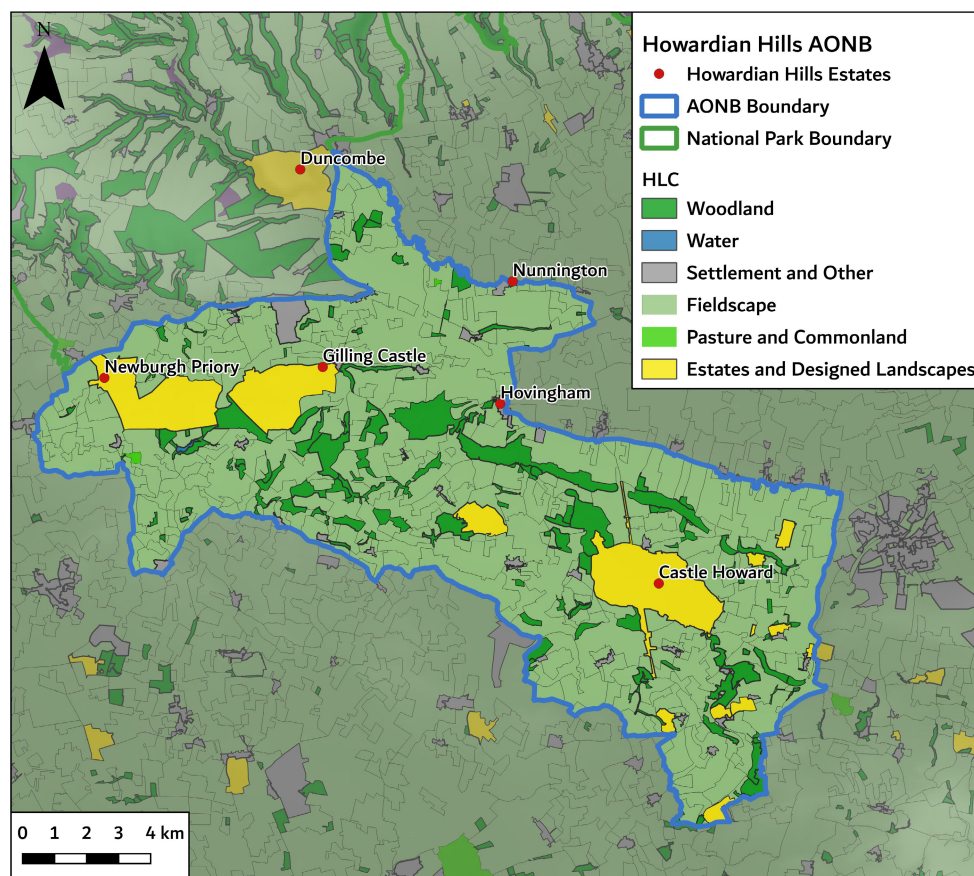 N
Howardian Hills AONB
Howardian Hills Estates
AONB Boundary
National Park Boundary
HLC
Woodland
Water
Settlement and Other
Fieldscape
Pasture and Commonland
Estates and Designed Landscapes
Duncombe
Nunnington
Gilling Castle
Newburgh Priory
Hovingham
Castle Howard
0 1 2 3 4 km